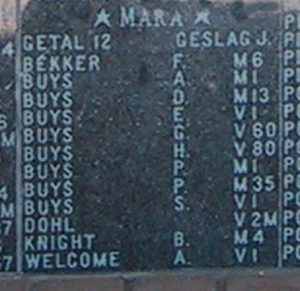 ★ MARA ★
GETAL 12 GESLAG J.
BEKKER F. M 6
BUYS A. M 1
BUYS D. M 13
BUYS E. V 1
BUYS G. V 60
BUYS H. V 80
BUYS P. M 1
BUYS P. M 35
BUYS S. V 1
DOHL V 2M
KNIGHT B. M 4
WELCOME A. V 1